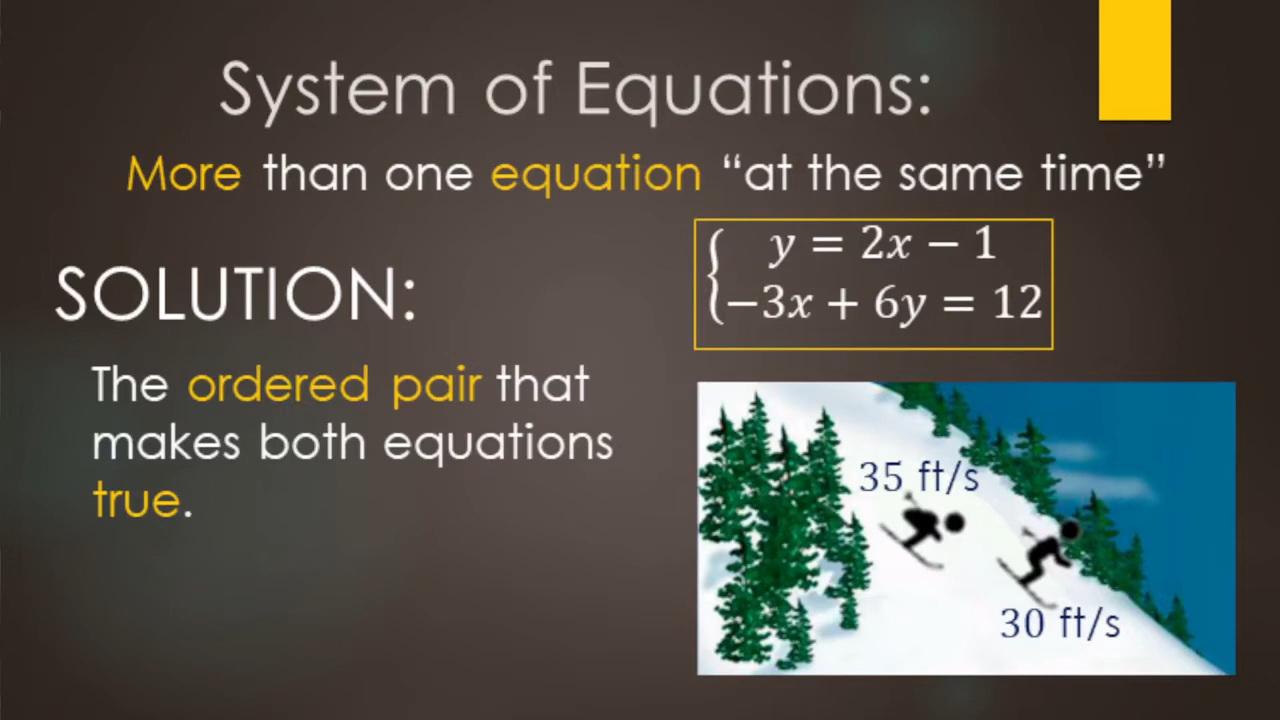 System of Equations:
More than one equation “at the same time”
y = 2x − 1
−3x + 6y = 12
SOLUTION:
The ordered pair that
makes both equations
true.
35 ft/s
30 ft/s